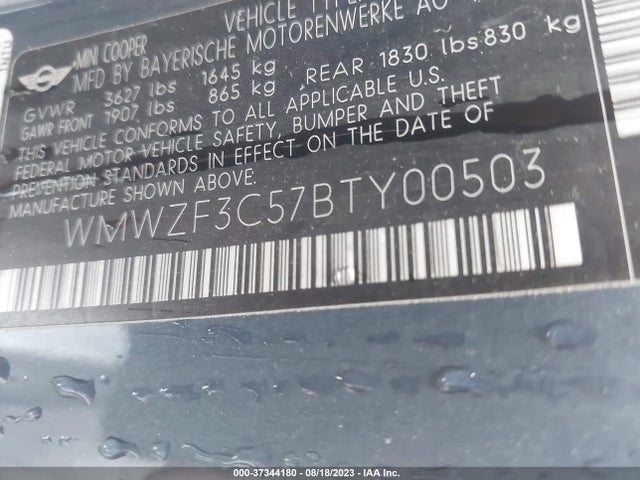 MINI COOPER VEHICLE TYPE
MFD BY BAYERISCHE MOTORENWERKE AG
GVWR 3627 lbs 1645 kg
GAWR FRONT 1907 lbs 865 kg REAR 1830 lbs 830 kg
THIS VEHICLE CONFORMS TO ALL APPLICABLE U.S.
FEDERAL MOTOR VEHICLE SAFETY, BUMPER AND THEFT
PREVENTION STANDARDS IN EFFECT ON THE DATE OF
MANUFACTURE SHOWN
WMWZF3C57BTY00503
000-37344180 - 08/18/2023 - IAA Inc.